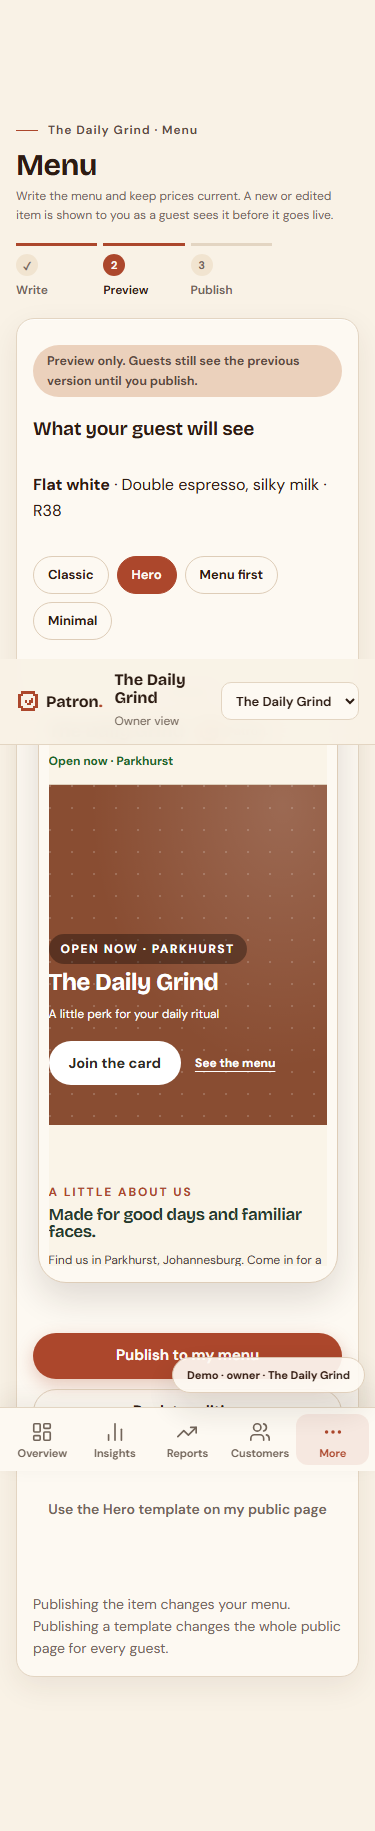 The Daily Grind · Menu
Menu
Write the menu and keep prices current. A new or edited
item is shown to you as a guest sees it before it goes live.
✓
2
3
Write
Preview
Publish
Preview only. Guests still see the previous
version until you publish.
What your guest will see
Flat white · Double espresso, silky milk ·
R38
Classic
Hero
Menu first
Minimal
Patron.
The Daily
Grind
Owner view
The Daily Grind
Open now · Parkhurst
OPEN NOW · PARKHURST
The Daily Grind
A little perk for your daily ritual
Join the card
See the menu
A LITTLE ABOUT US
Made for good days and familiar
faces.
Find us in Parkhurst, Johannesburg. Come in for a
Publish to my menu
Demo · owner · The Daily Grind
Overview
Insights
Reports
Customers
More
Use the Hero template on my public page
Publishing the item changes your menu.
Publishing a template changes the whole public
page for every guest.